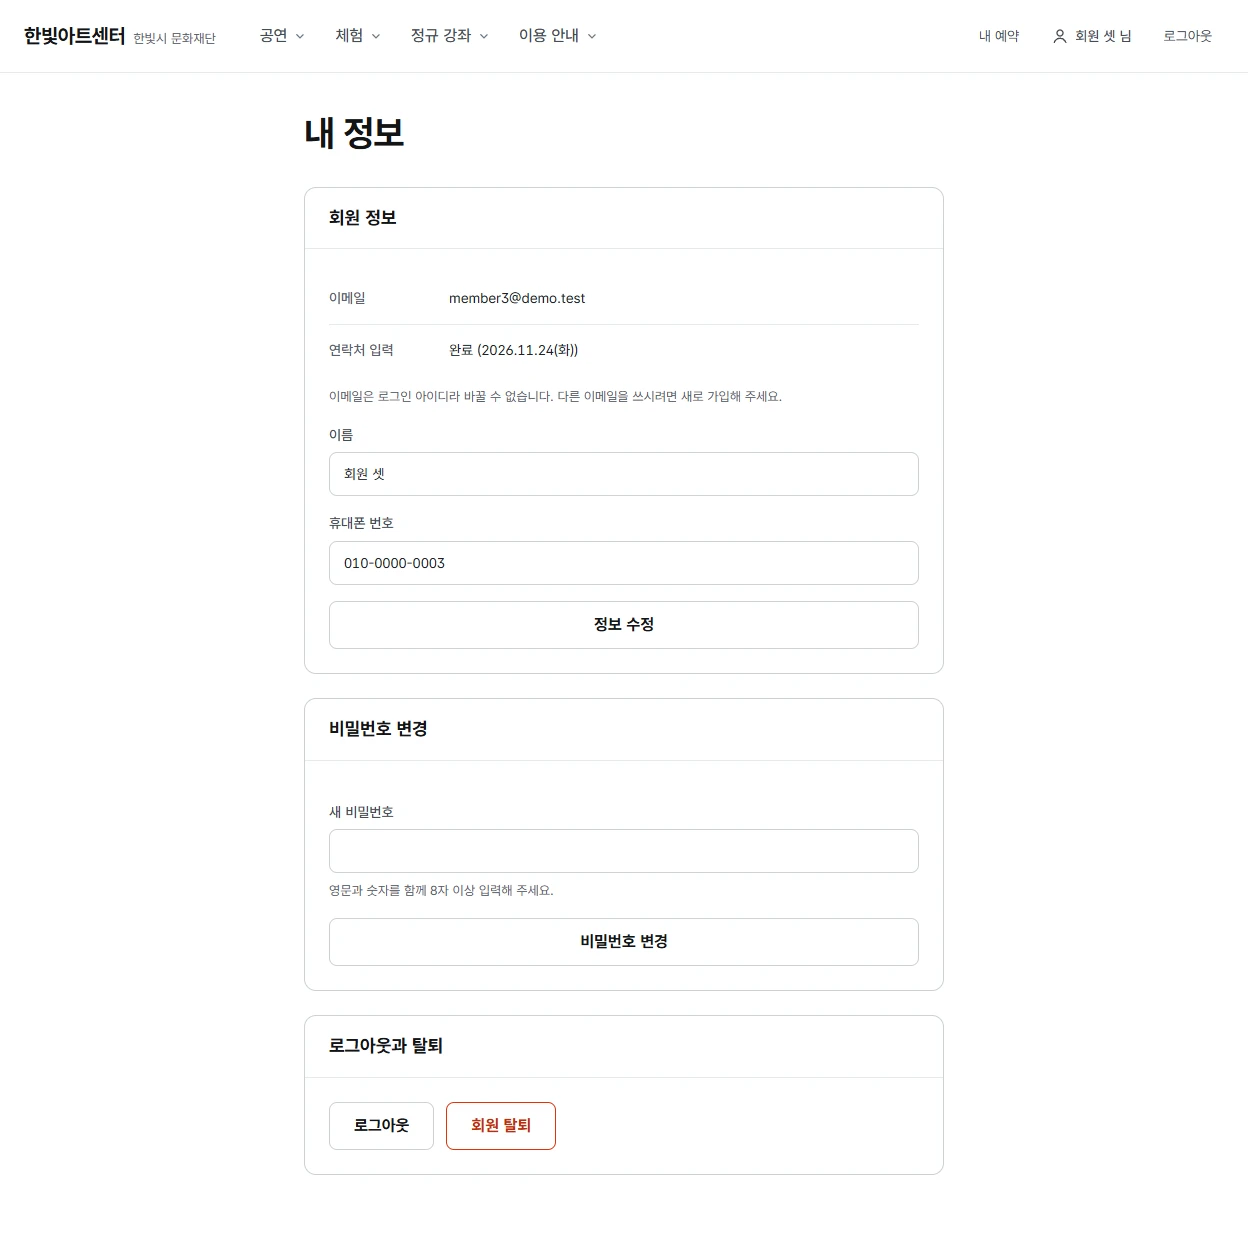 한빛아트센터 한빛시 문화재단 공연 체험 정규 강좌 이용 안내 내 예약 회원 셋 님 로그아웃
내 정보
회원 정보
이메일 member3@demo.test
연락처 입력 완료 (2026.11.24(화))
이메일은 로그인 아이디라 바꿀 수 없습니다. 다른 이메일을 쓰시려면 새로 가입해 주세요.
이름
회원 셋
휴대폰 번호
010-0000-0003
정보 수정
비밀번호 변경
새 비밀번호
영문과 숫자를 함께 8자 이상 입력해 주세요.
비밀번호 변경
로그아웃과 탈퇴
로그아웃 회원 탈퇴